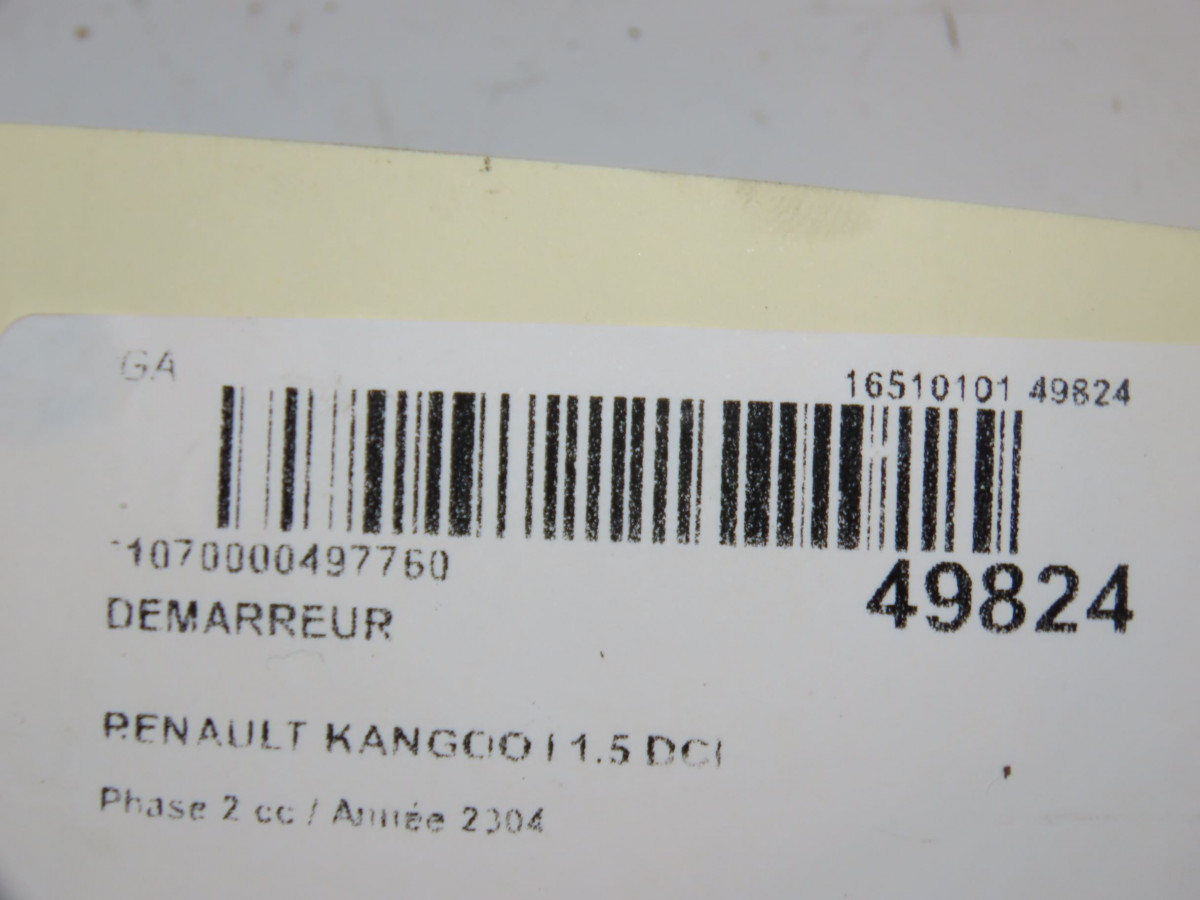 GA
16510101 49824
1070000497760
49824
DEMARREUR
RENAULT KANGOO I 1.5 DCI
Phase 2 cc / Année 2004